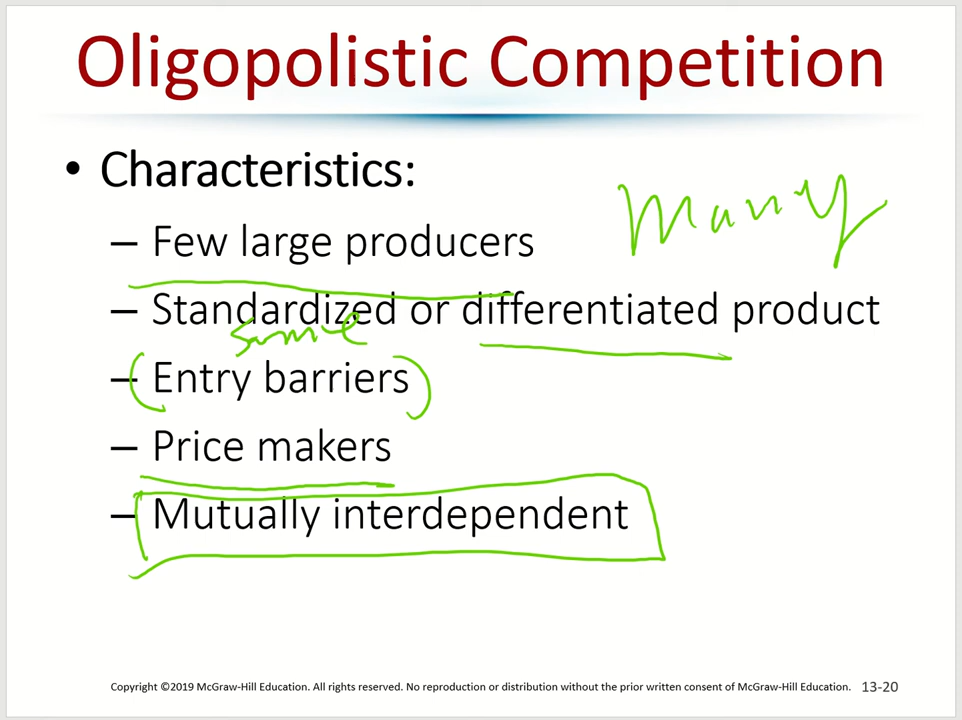 Oligopolistic Competition
• Characteristics:
Many
– Few large producers
– Standardized or differentiated product
same
– Entry barriers
– Price makers
– Mutually interdependent
Copyright ©2019 McGraw-Hill Education. All rights reserved. No reproduction or distribution without the prior written consent of McGraw-Hill Education. 13-20